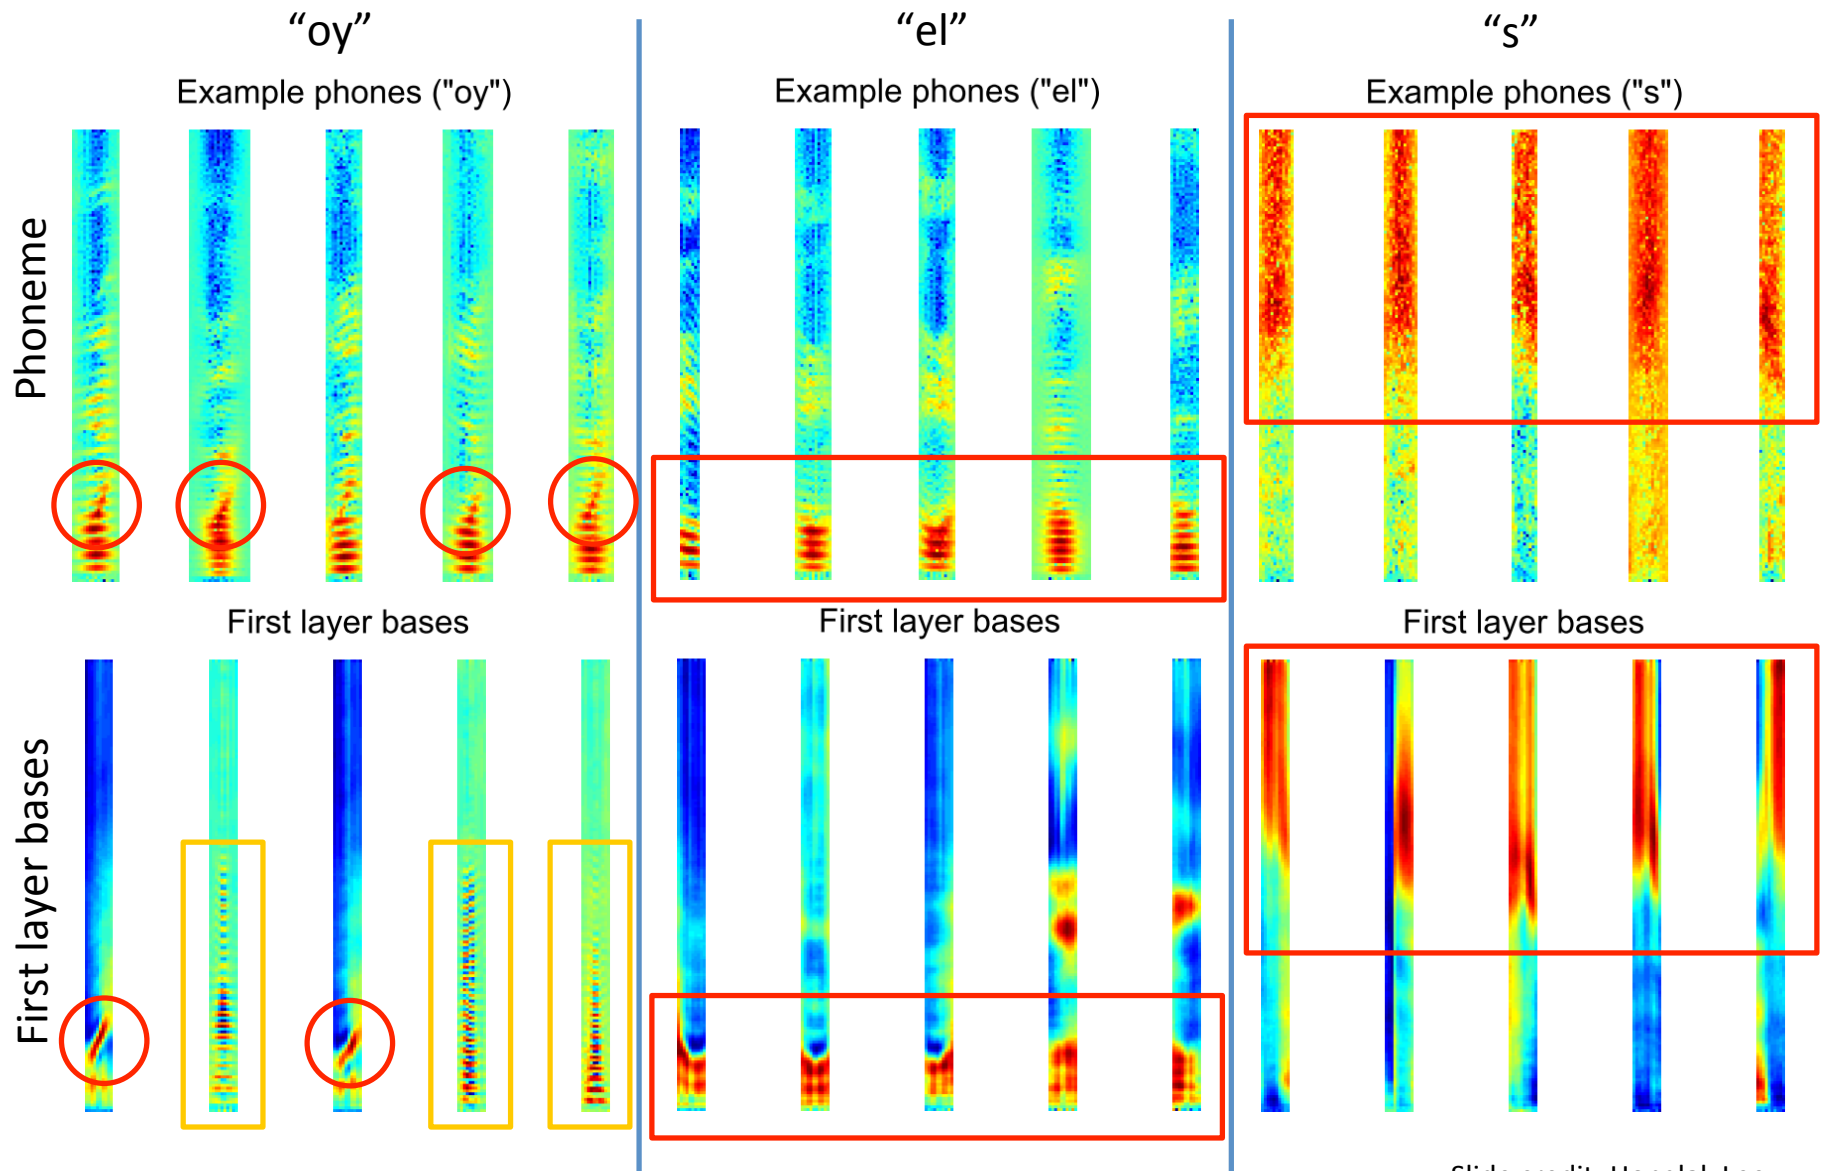 “oy”
“el”
“s”
Example phones ("oy")
Example phones ("el")
Example phones ("s")
Phoneme
First layer bases
First layer bases
First layer bases
First layer bases